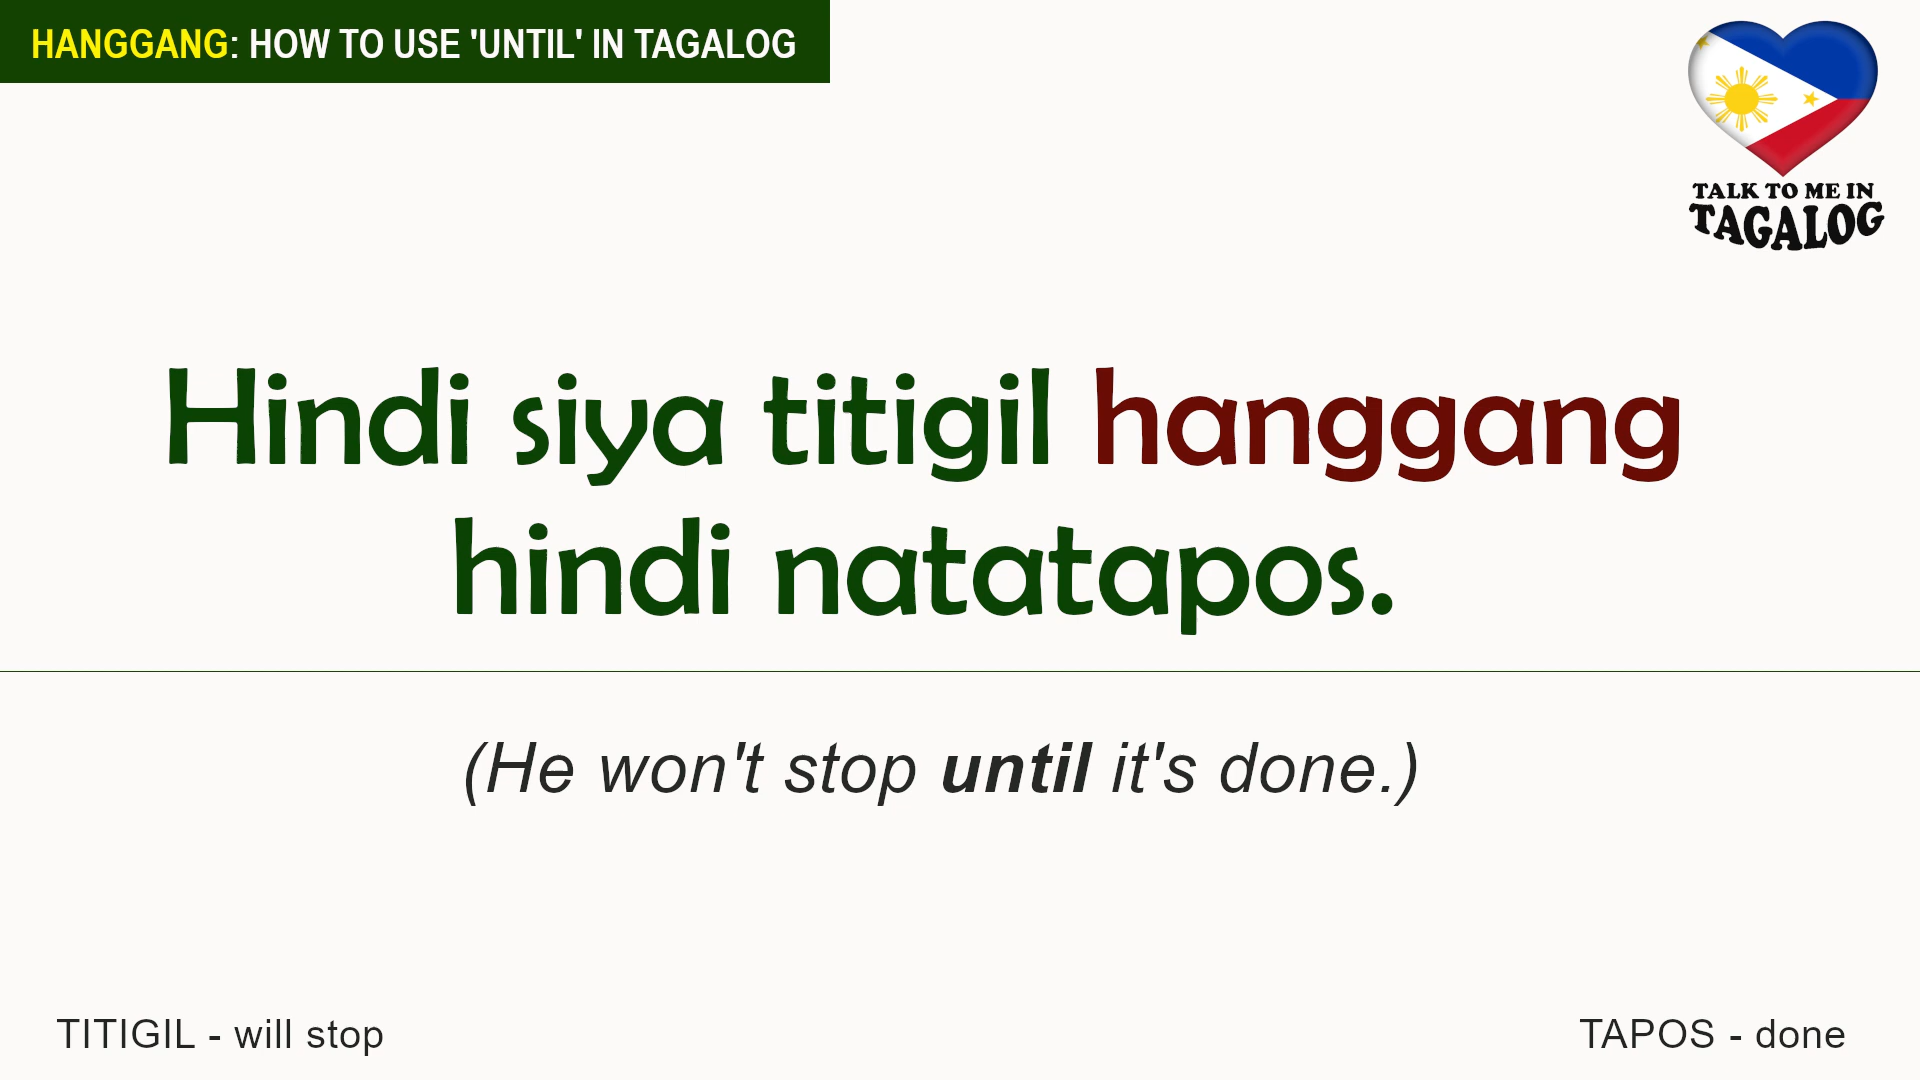 HANGGANG: HOW TO USE 'UNTIL' IN TAGALOG
TALK TO ME IN
TAGALOG
Hindi siya titigil hanggang
hindi natatapos.
(He won't stop until it's done.)
TITIGIL - will stop
TAPOS - done